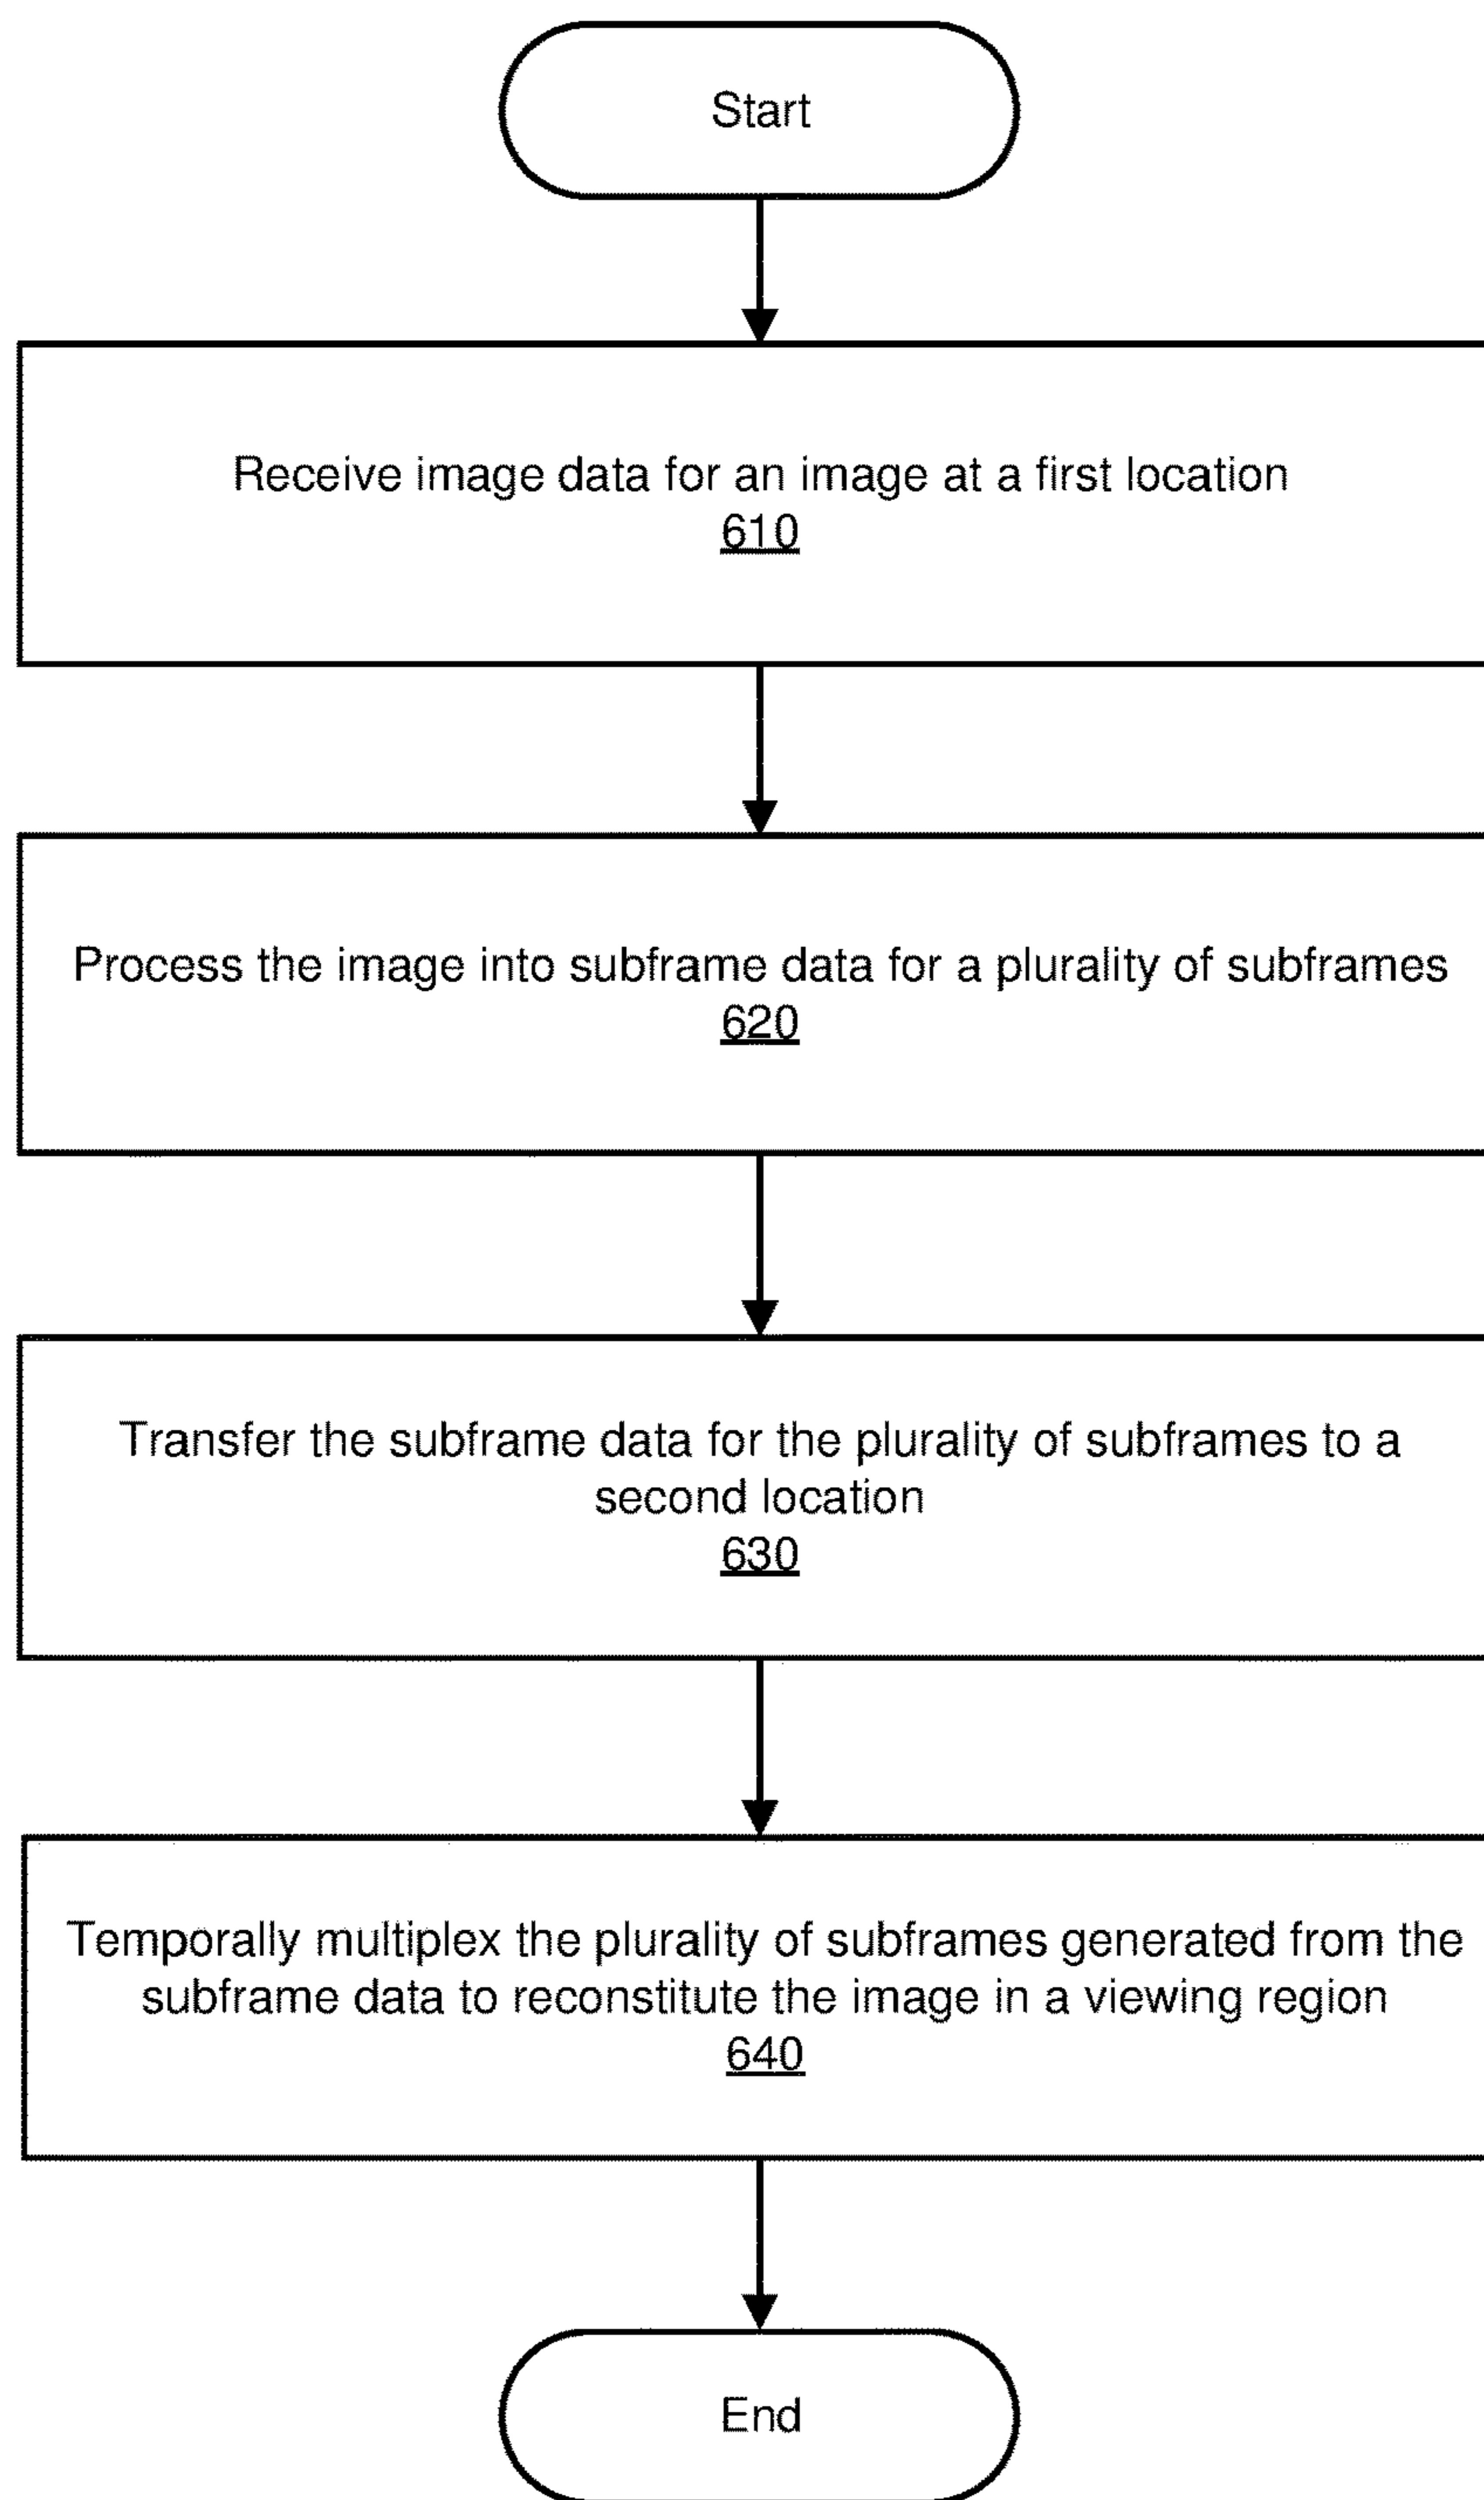 Start
Receive image data for an image at a first location
610
Process the image into subframe data for a plurality of subframes
620
Transfer the subframe data for the plurality of subframes to a
second location
630
Temporally multiplex the plurality of subframes generated from the
subframe data to reconstitute the image in a viewing region
640
End